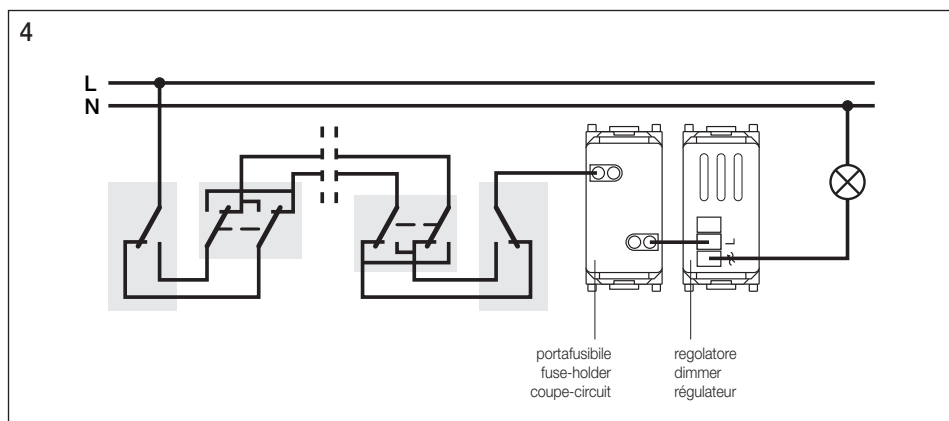 4
L
N
L
portafusibile
fuse-holder
coupe-circuit
regolatore
dimmer
régulateur